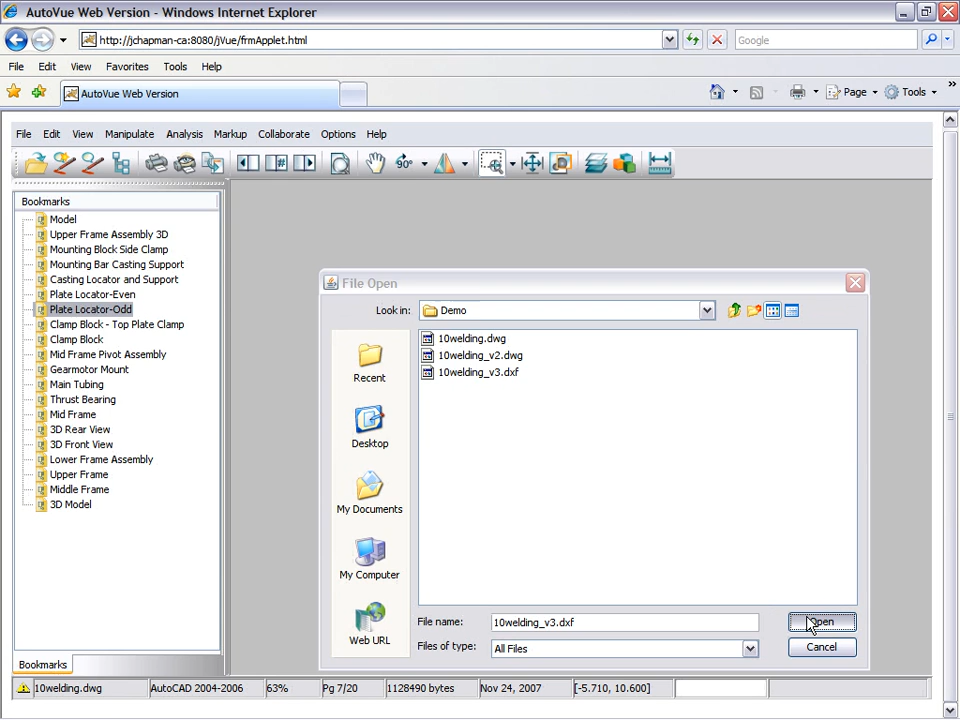 AutoVue Web Version - Windows Internet Explorer
http://jchapman-ca:8080/jVue/frmApplet.html
Google
File Edit View Favorites Tools Help
AutoVue Web Version
Page Tools
File Edit View Manipulate Analysis Markup Collaborate Options Help
90°
Bookmarks
Model
Upper Frame Assembly 3D
Mounting Block Side Clamp
Mounting Bar Casting Support
Casting Locator and Support
Plate Locator-Even
Plate Locator-Odd
Clamp Block - Top Plate Clamp
Clamp Block
Mid Frame Pivot Assembly
Gearmotor Mount
Main Tubing
Thrust Bearing
Mid Frame
3D Rear View
3D Front View
Lower Frame Assembly
Upper Frame
Middle Frame
3D Model
Bookmarks
File Open
Look in: Demo
Recent
Desktop
My Documents
My Computer
Web URL
10welding.dwg
10welding_v2.dwg
10welding_v3.dxf
File name: 10welding_v3.dxf
Open
Files of type: All Files
Cancel
10welding.dwg AutoCAD 2004-2006 63% Pg 7/20 1128490 bytes Nov 24, 2007 [-5.710, 10.600]